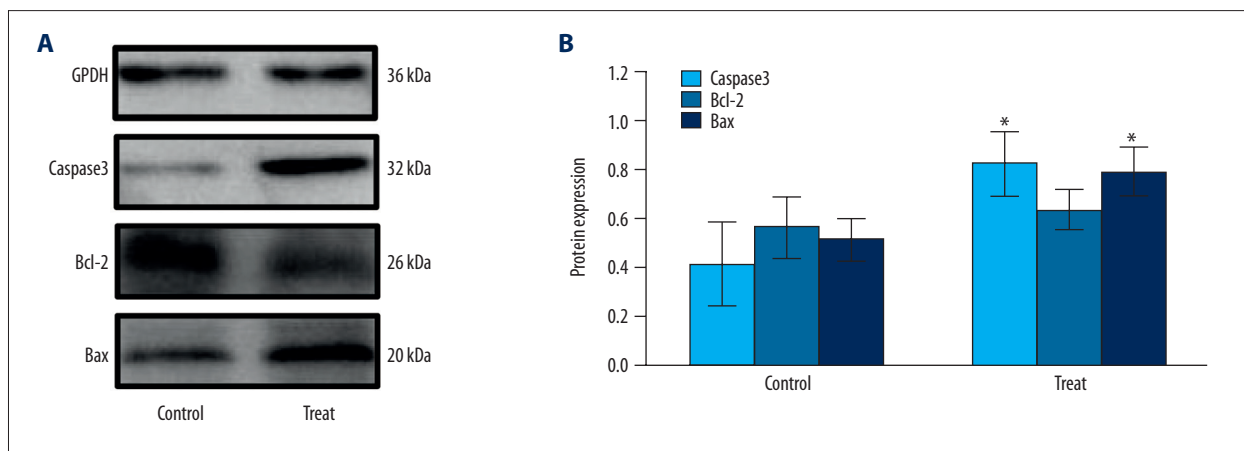 A
GPDH
36 kDa
Caspase3
32 kDa
Bcl-2
26 kDa
Bax
20 kDa
Control Treat
B
Protein expression
1.2
1.0
0.8
0.6
0.4
0.2
0.0
Caspase3
Bcl-2
Bax
*
*
Control Treat